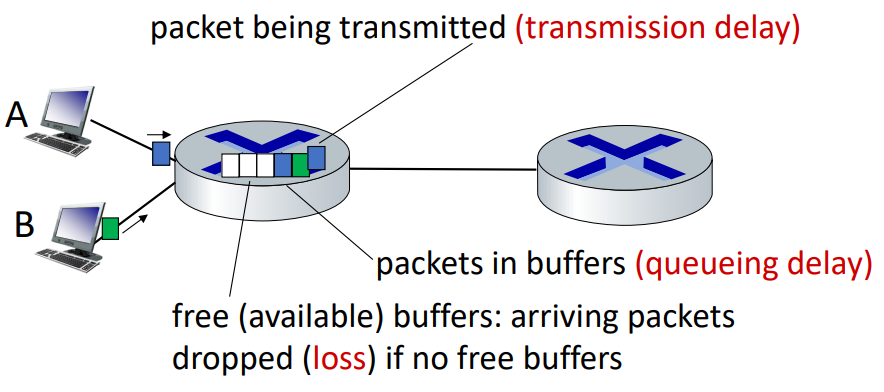 packet being transmitted (transmission delay)
A
B
packets in buffers (queueing delay)
free (available) buffers: arriving packets
dropped (loss) if no free buffers